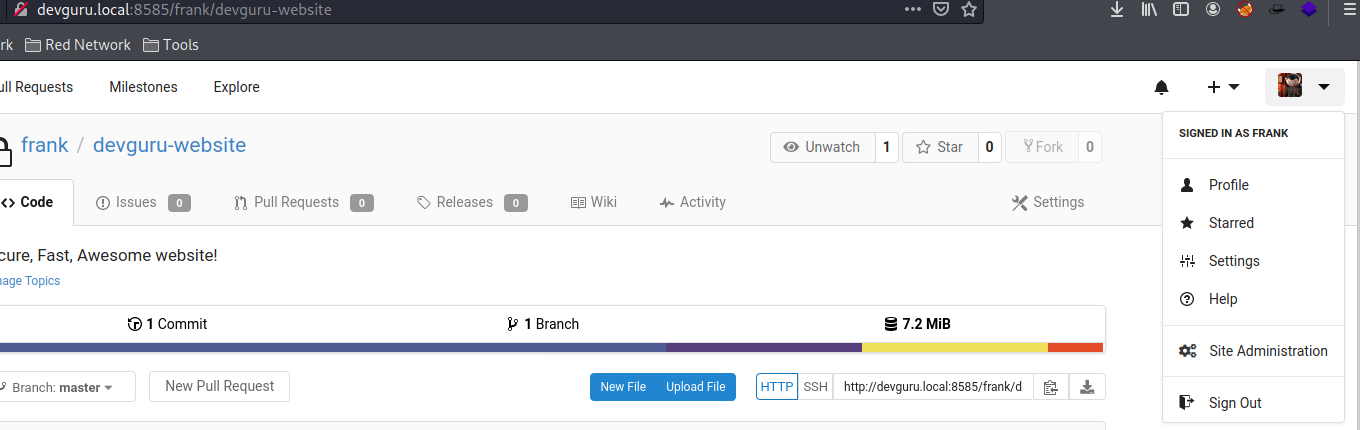 devguru.local:8585/frank/devguru-website
rk Red Network Tools
ull Requests Milestones Explore
SIGNED IN AS FRANK
frank / devguru-website
Unwatch 1 Star 0 Fork 0
Profile
Code Issues 0 Pull Requests 0 Releases 0 Wiki Activity Settings
Starred
cure, Fast, Awesome website!
Settings
nage Topics
Help
1 Commit 1 Branch 7.2 MiB
Site Administration
Branch: master New Pull Request New File Upload File HTTP SSH http://devguru.local:8585/frank/d
Sign Out